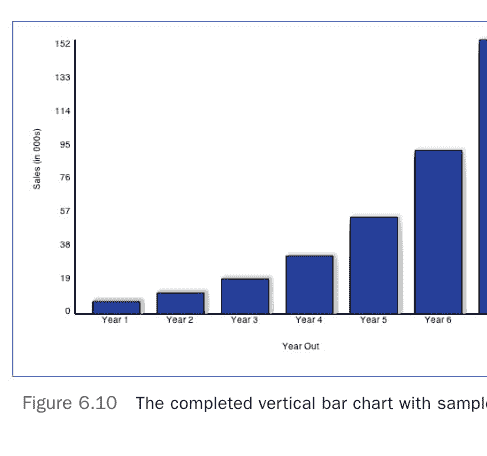 152
133
114
95
76
57
38
19
0
Sales (in 000s)
Year 1 Year 2 Year 3 Year 4 Year 5 Year 6
Year Out
Figure 6.10 The completed vertical bar chart with sampl